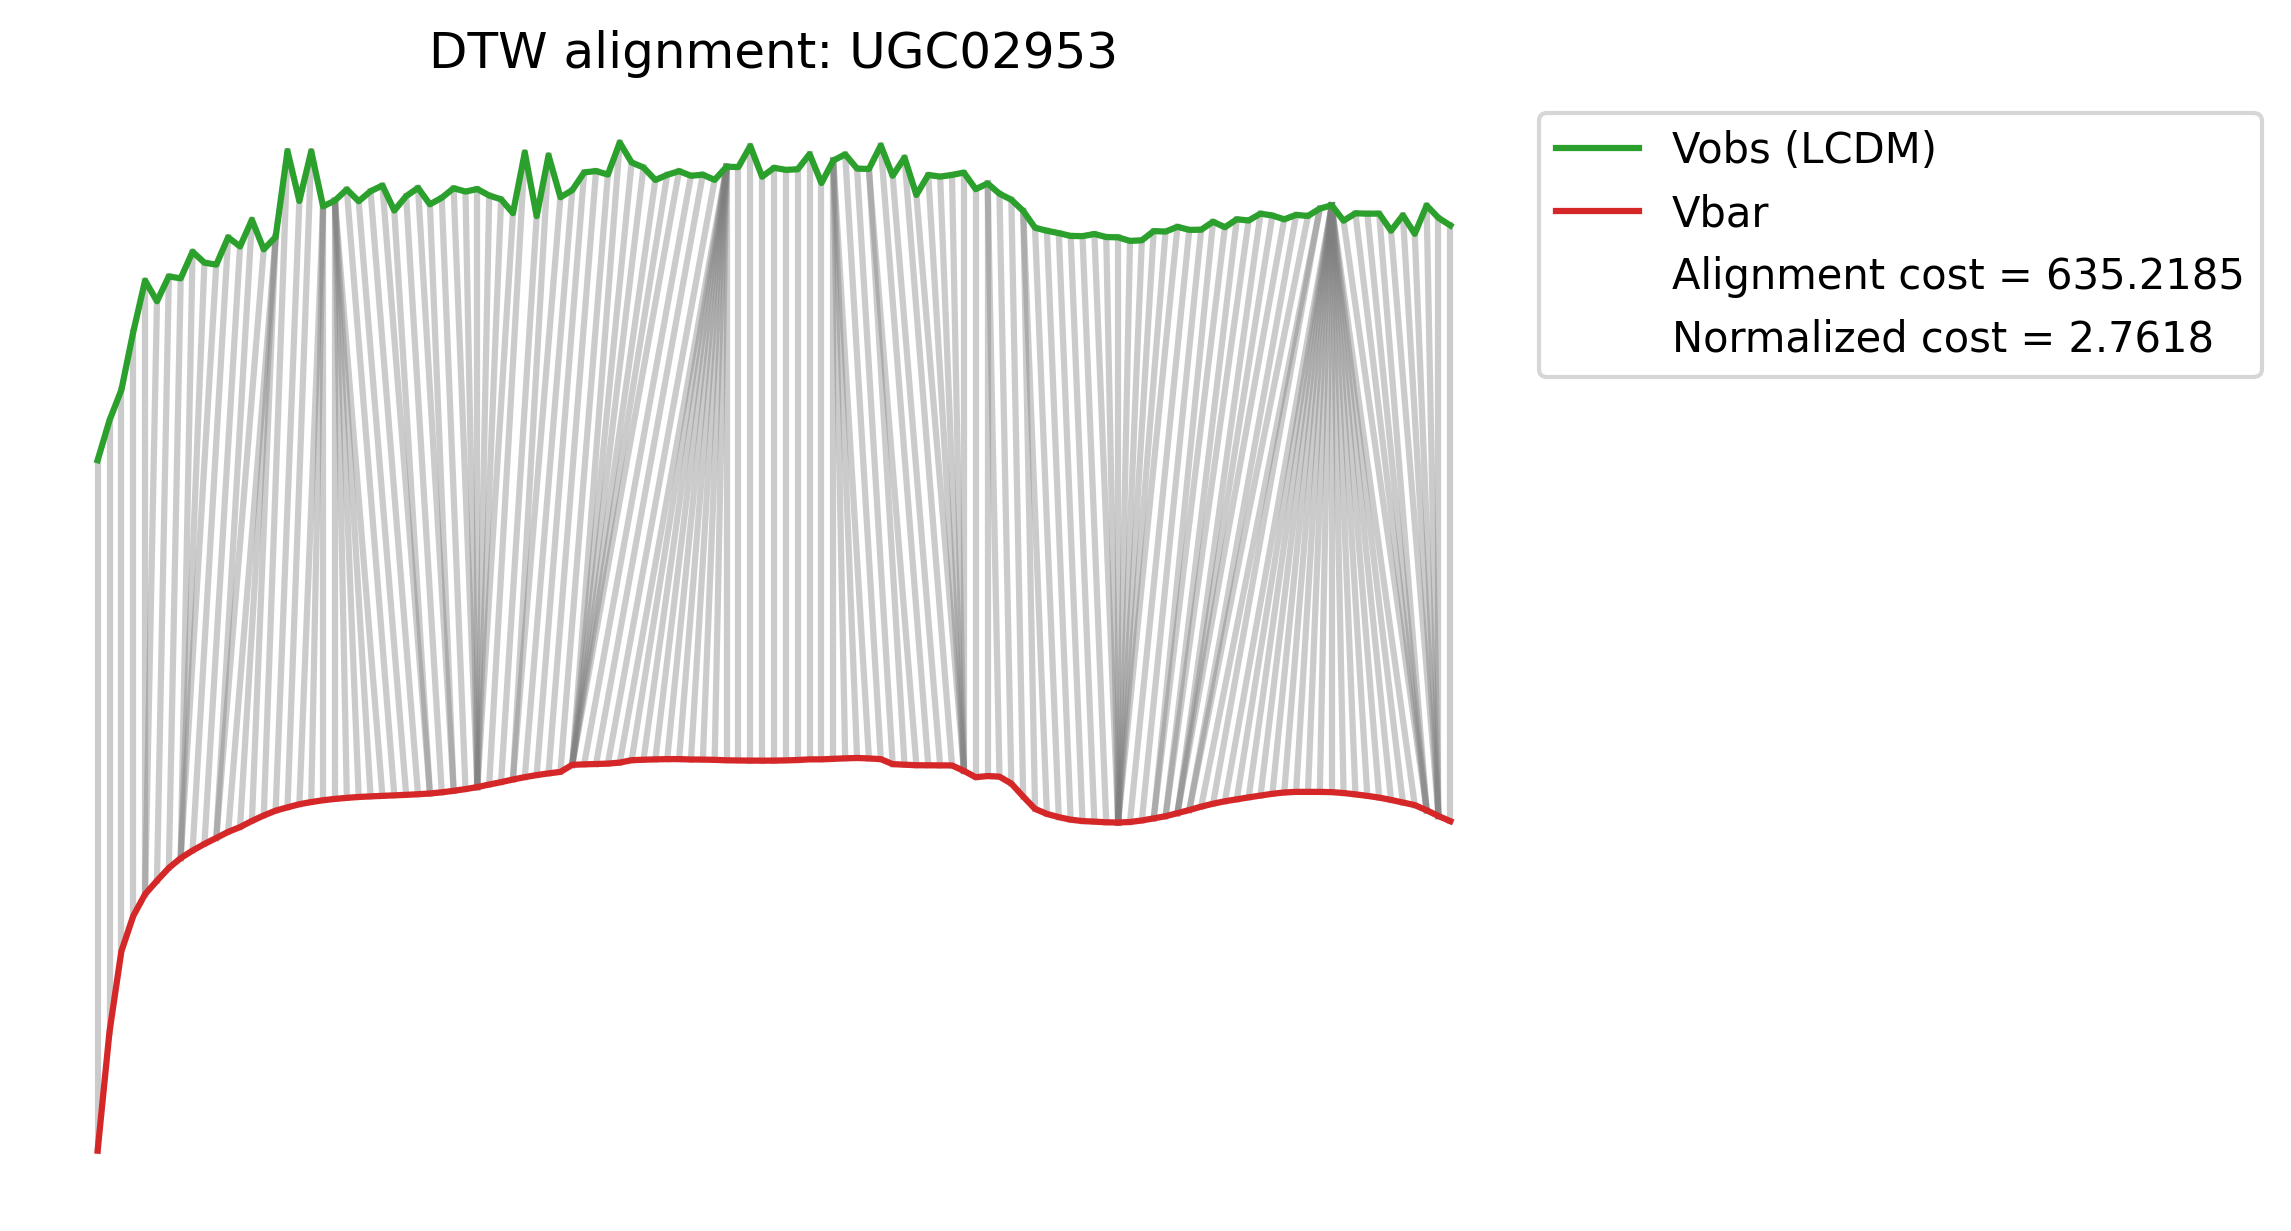 DTW alignment: UGC02953
Vobs (LCDM)
Vbar
Alignment cost = 635.2185
Normalized cost = 2.7618